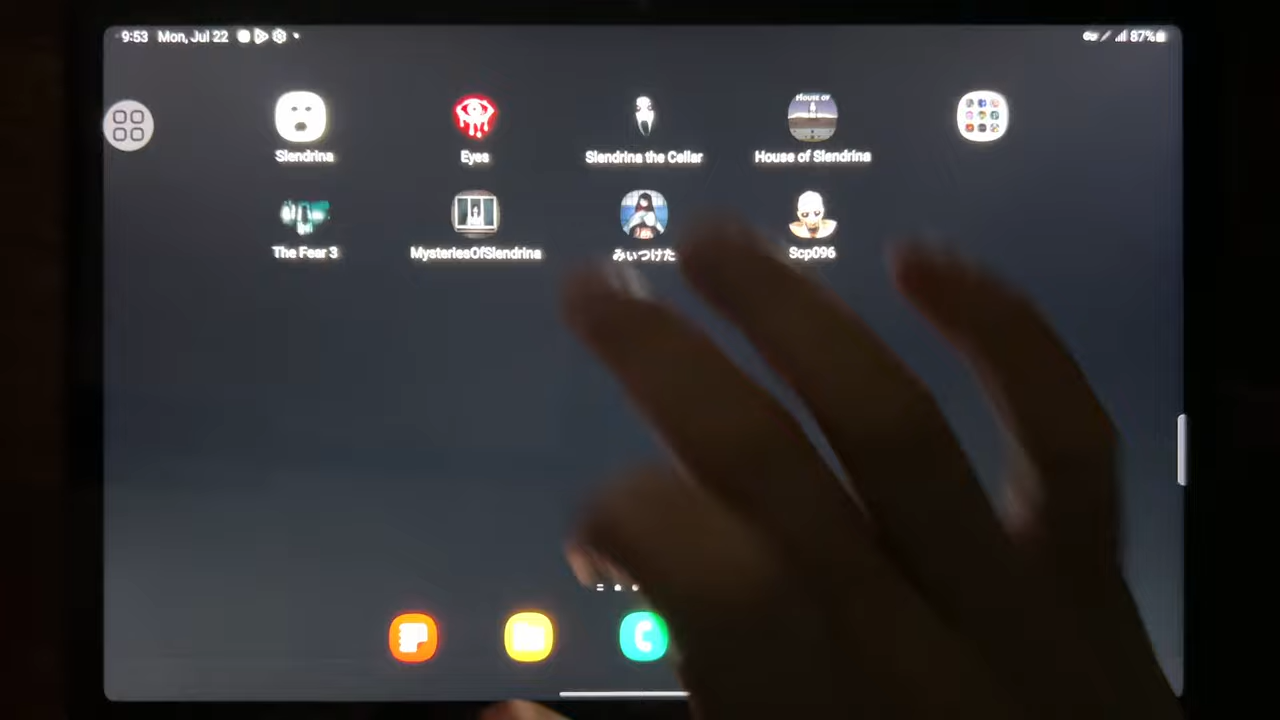 9:53 Mon, Jul 22
87%
Slendrina
Eyes
Slendrina the Cellar
House of Slendrina
The Fear 3
MysteriesOfSlendrina
みぃつけた
Scp096